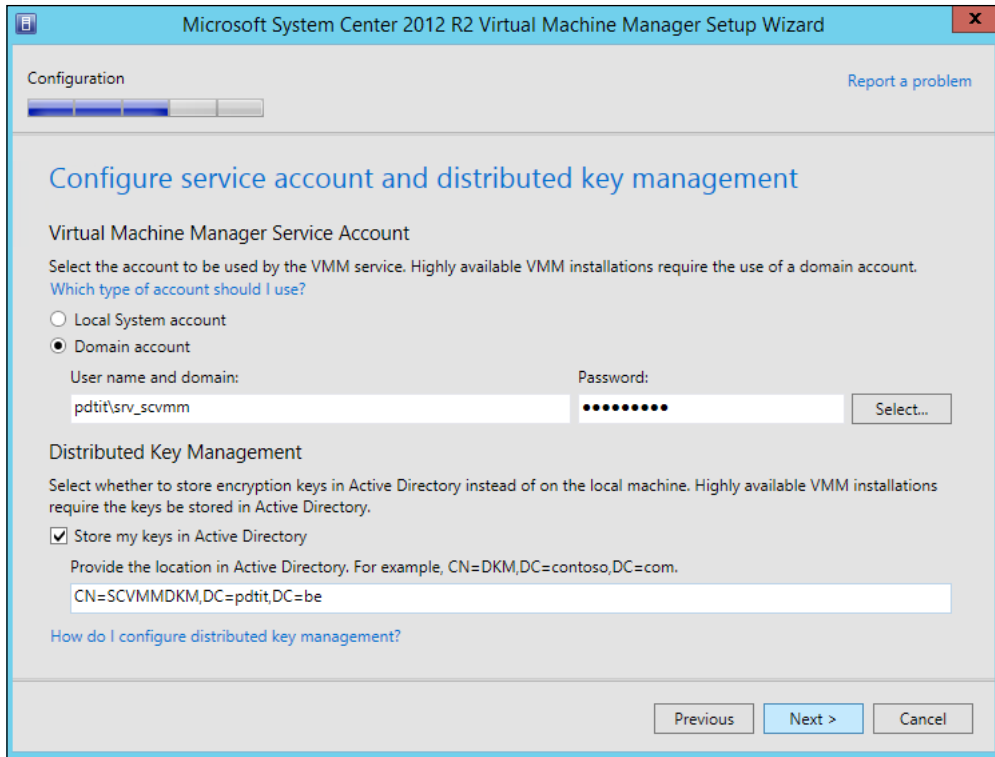 Microsoft System Center 2012 R2 Virtual Machine Manager Setup Wizard
x
Configuration
Report a problem
Configure service account and distributed key management
Virtual Machine Manager Service Account
Select the account to be used by the VMM service. Highly available VMM installations require the use of a domain account.
Which type of account should I use?
Local System account
Domain account
User name and domain:
Password:
pdtit\srv_scvmm
●●●●●●●●●
Select...
Distributed Key Management
Select whether to store encryption keys in Active Directory instead of on the local machine. Highly available VMM installations
require the keys be stored in Active Directory.
Store my keys in Active Directory
Provide the location in Active Directory. For example, CN=DKM,DC=contoso,DC=com.
CN=SCVMMDKM,DC=pdtit,DC=be
How do I configure distributed key management?
Previous
Next >
Cancel